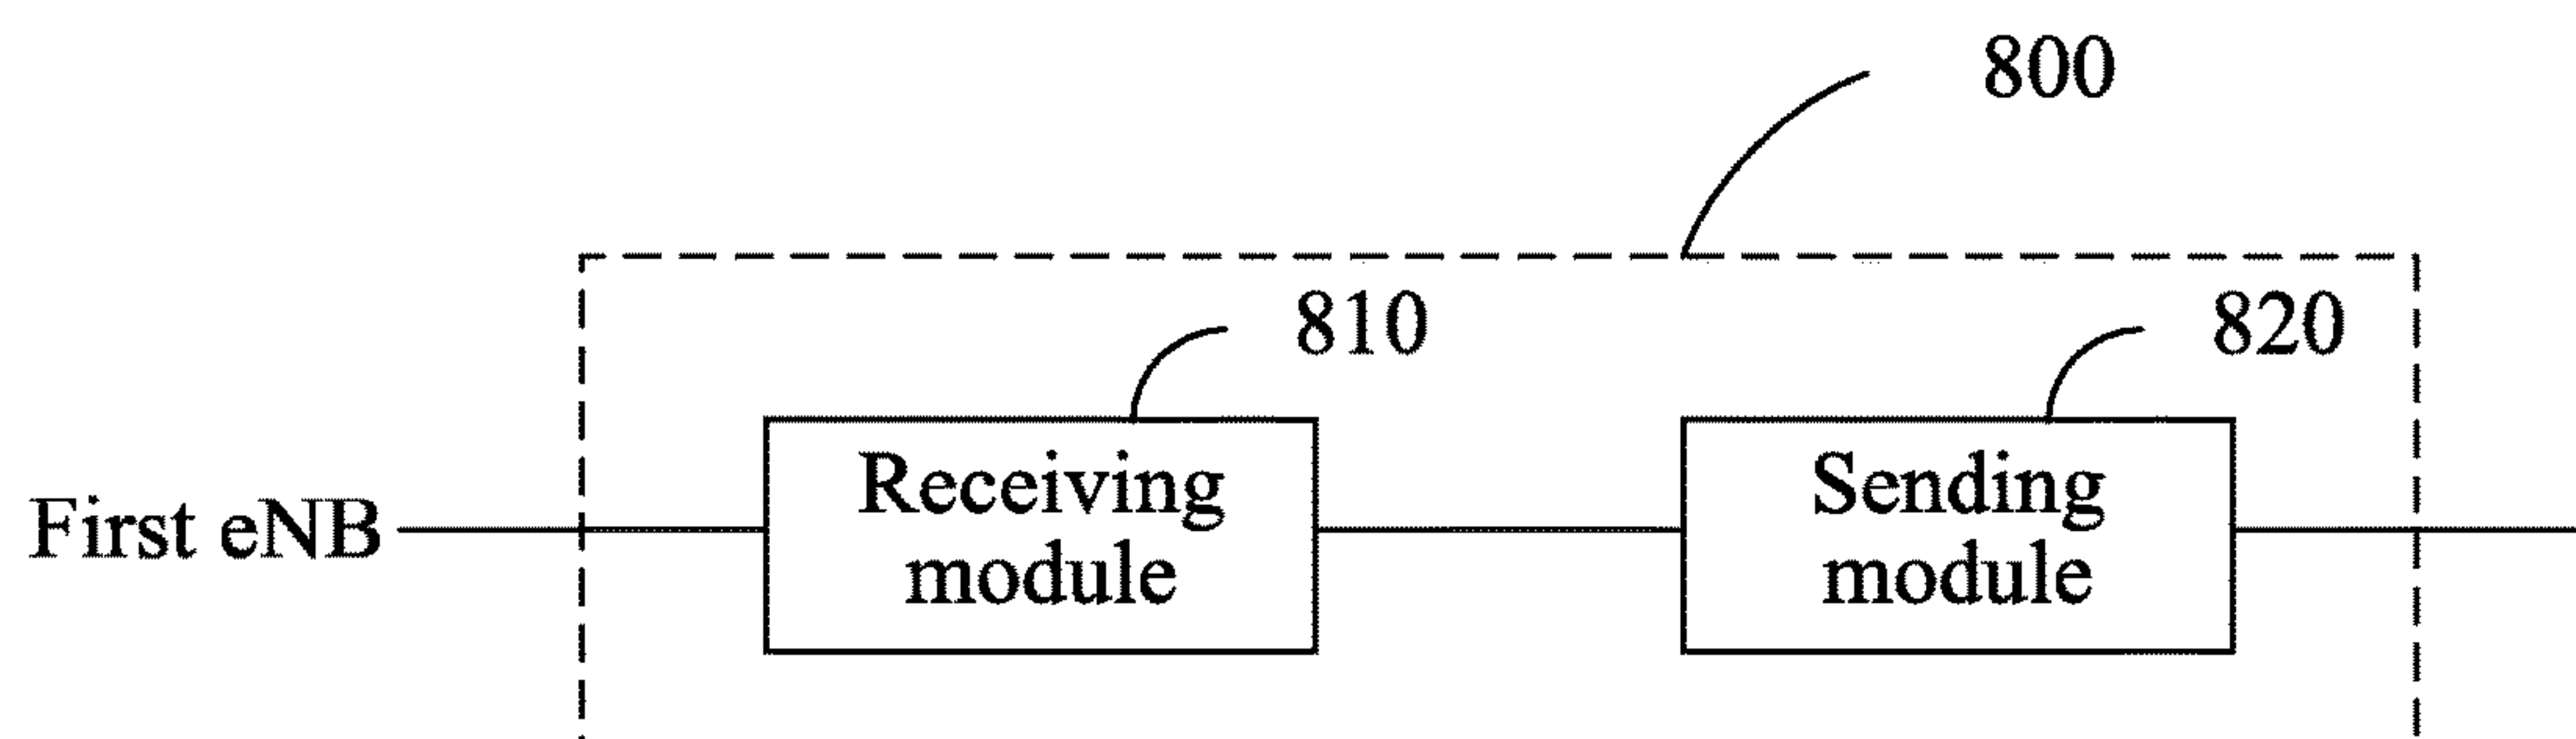 800
810
820
First eNB
Receiving
module
Sending
module